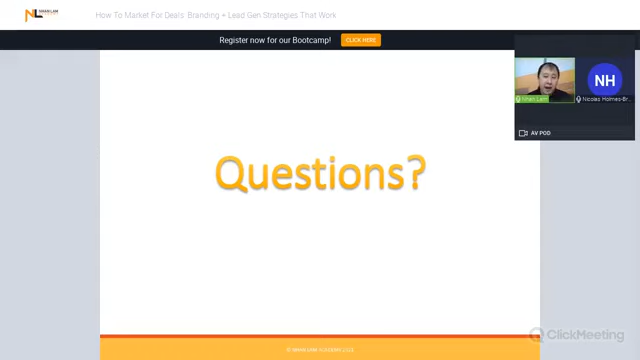 NL
How To Market For Deals: Branding + Lead Gen Strategies That Work
Register now for our Bootcamp!
CLICK HERE
NH
Nhan Lam
Nicolas Holmes-Br...
AV POD
Questions?
ClickMeeting